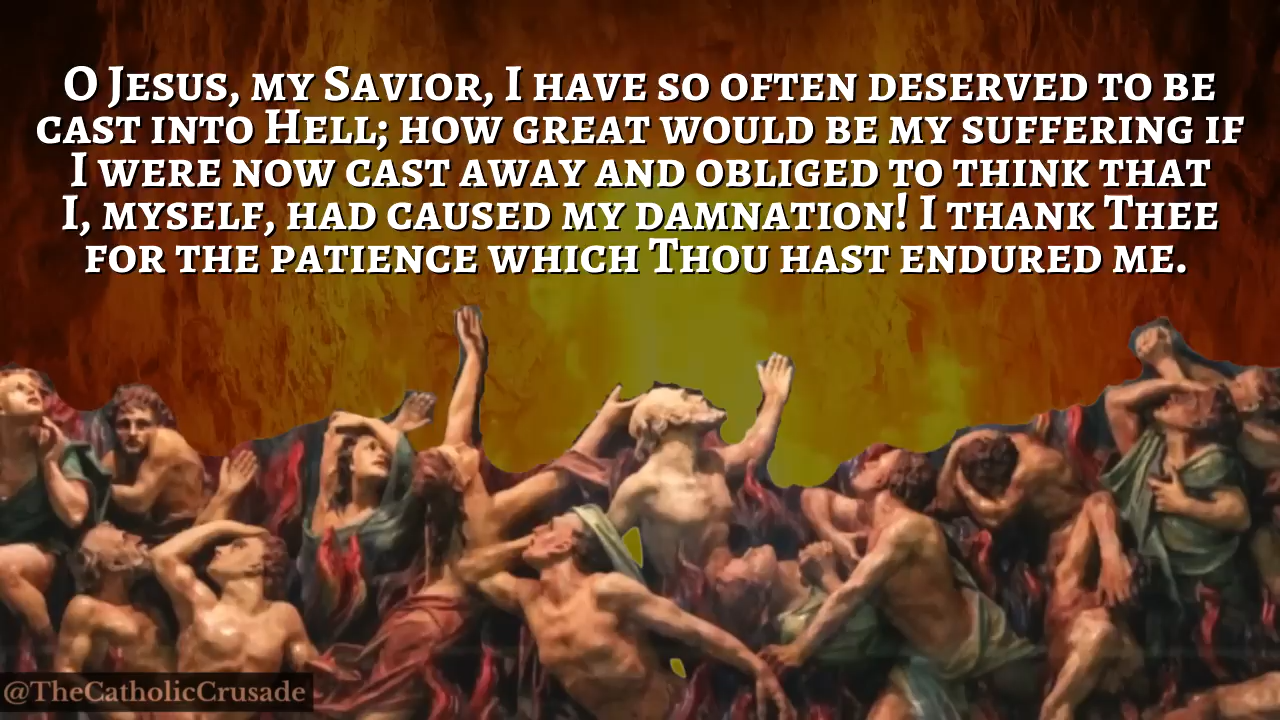 O Jesus, my Savior, I have so often deserved to be
cast into Hell; how great would be my suffering if
I were now cast away and obliged to think that
I, myself, had caused my damnation! I thank Thee
for the patience which Thou hast endured me.
@TheCatholicCrusade